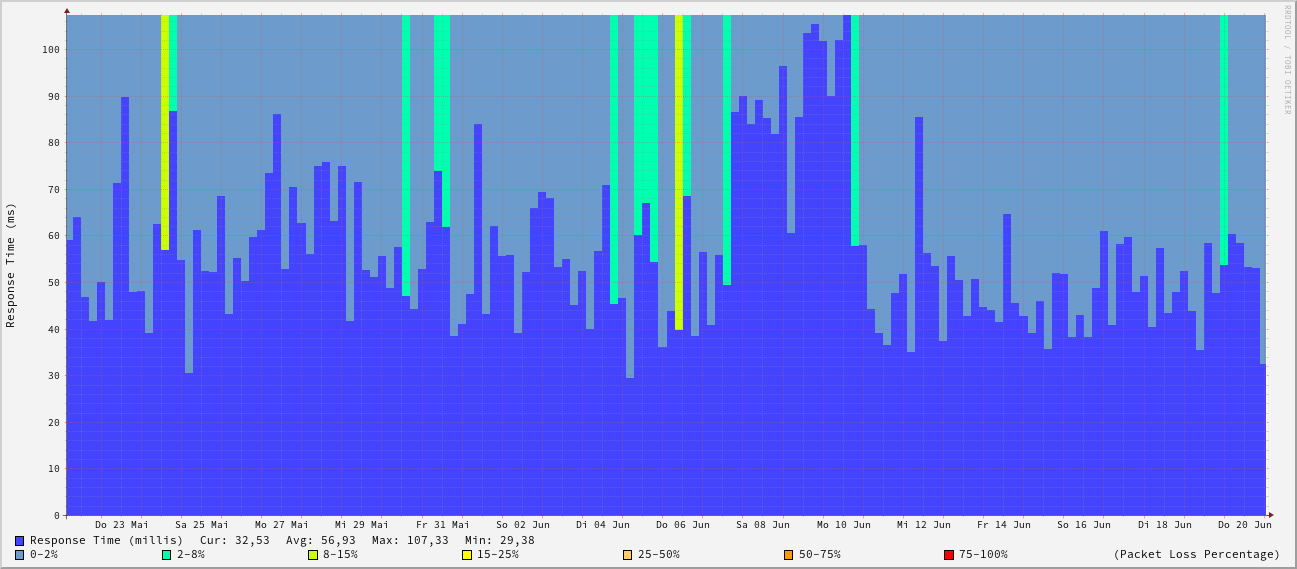 RRDTOOL / TOBI OETIKER
Response Time (ms)
100
90
80
70
60
50
40
30
20
10
0
Do 23 Mai Sa 25 Mai Mo 27 Mai Mi 29 Mai Fr 31 Mai So 02 Jun Di 04 Jun Do 06 Jun Sa 08 Jun Mo 10 Jun Mi 12 Jun Fr 14 Jun So 16 Jun Di 18 Jun Do 20 Jun
Response Time (millis) Cur: 32,53 Avg: 56,93 Max: 107,33 Min: 29,38
0-2% 2-8% 8-15% 15-25% 25-50% 50-75% 75-100% (Packet Loss Percentage)